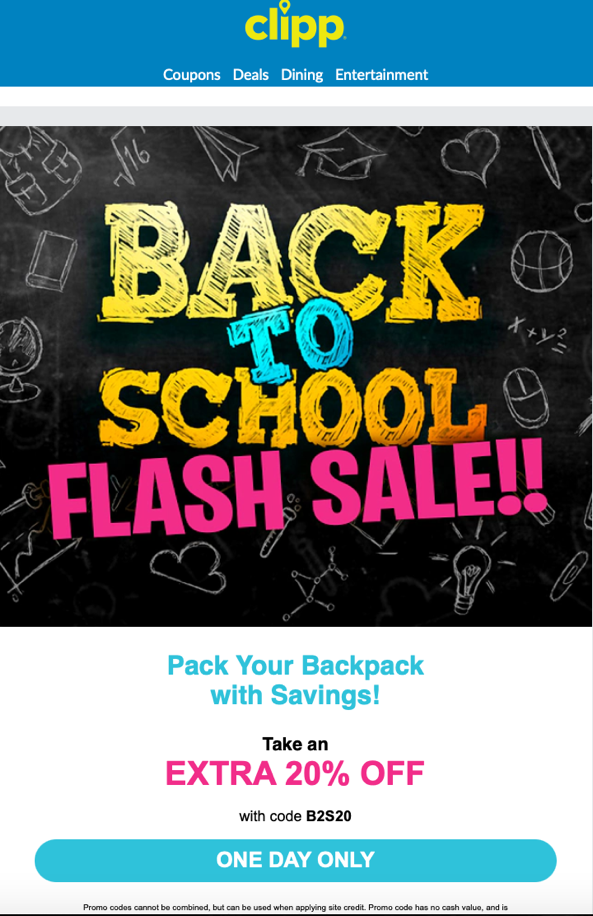 clipp
Coupons Deals Dining Entertainment
√16
BACK
TO
SCHOOL
FLASH SALE!!
x + y =?
Pack Your Backpack
with Savings!
Take an
EXTRA 20% OFF
with code B2S20
ONE DAY ONLY
Promo codes cannot be combined, but can be used when applying site credit. Promo code has no cash value, and is